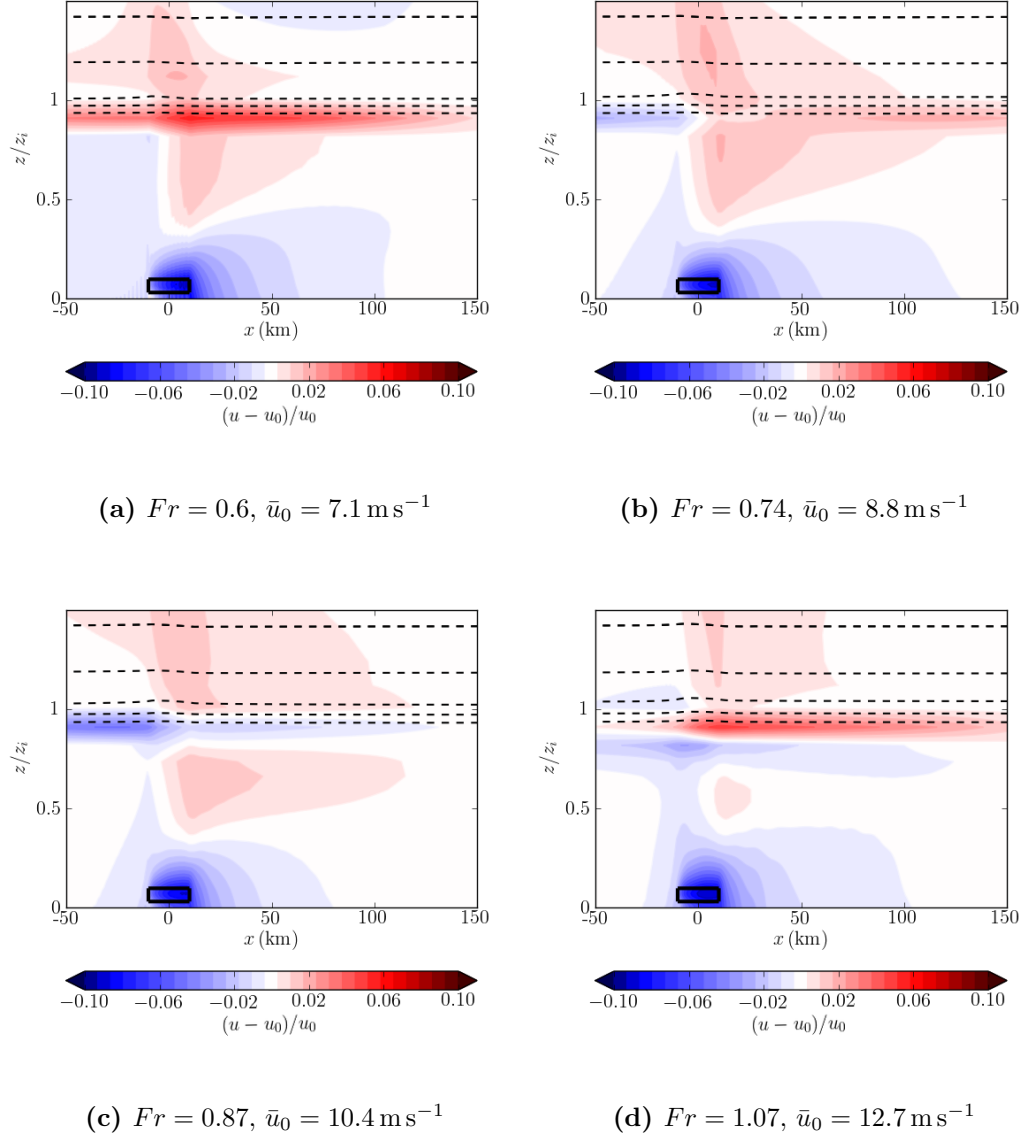 z/z_i
1
0.5
0
-50 0 50 100 150
x (km)
−0.10 −0.06 −0.02 0.02 0.06 0.10
(u − u_0)/u_0
(a) Fr = 0.6, ū_0 = 7.1 m s^{−1}
z/z_i
1
0.5
0
-50 0 50 100 150
x (km)
−0.10 −0.06 −0.02 0.02 0.06 0.10
(u − u_0)/u_0
(b) Fr = 0.74, ū_0 = 8.8 m s^{−1}
z/z_i
1
0.5
0
-50 0 50 100 150
x (km)
−0.10 −0.06 −0.02 0.02 0.06 0.10
(u − u_0)/u_0
(c) Fr = 0.87, ū_0 = 10.4 m s^{−1}
z/z_i
1
0.5
0
-50 0 50 100 150
x (km)
−0.10 −0.06 −0.02 0.02 0.06 0.10
(u − u_0)/u_0
(d) Fr = 1.07, ū_0 = 12.7 m s^{−1}